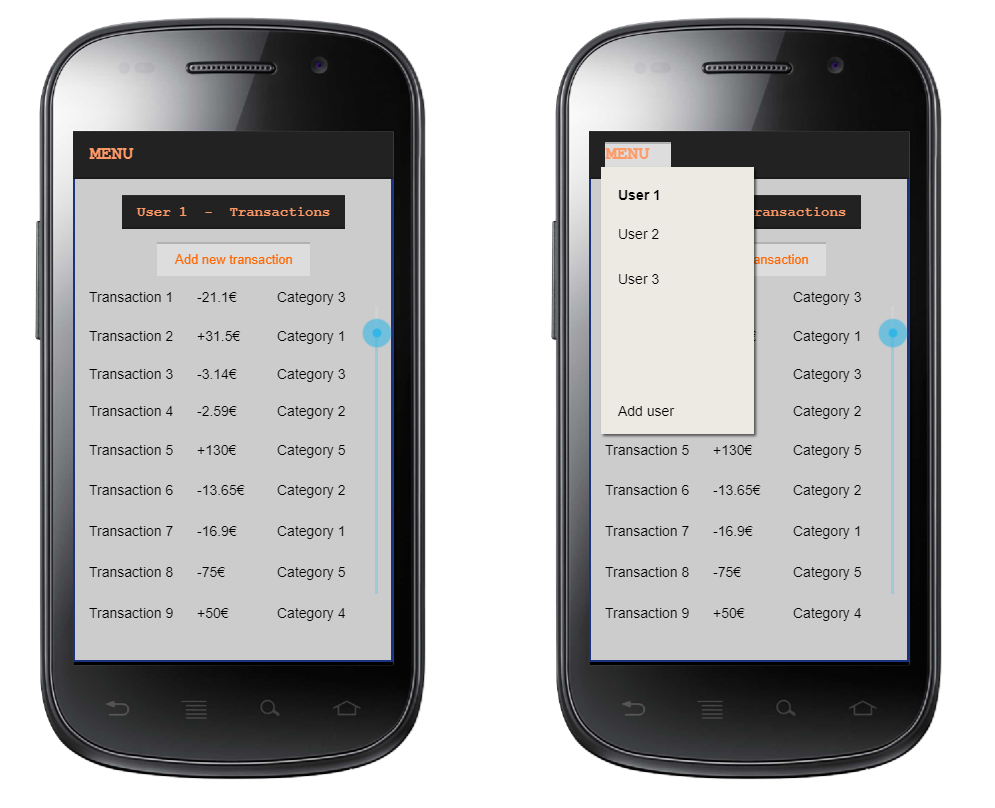 MENU
User 1 - Transactions
Add new transaction
Transaction 1 -21.1€ Category 3
Transaction 2 +31.5€ Category 1
Transaction 3 -3.14€ Category 3
Transaction 4 -2.59€ Category 2
Transaction 5 +130€ Category 5
Transaction 6 -13.65€ Category 2
Transaction 7 -16.9€ Category 1
Transaction 8 -75€ Category 5
Transaction 9 +50€ Category 4
MENU
User 1
ransactions
User 2
ansaction
User 3
Category 3
€ Category 1
Category 3
Add user
Category 2
Transaction 5 +130€ Category 5
Transaction 6 -13.65€ Category 2
Transaction 7 -16.9€ Category 1
Transaction 8 -75€ Category 5
Transaction 9 +50€ Category 4